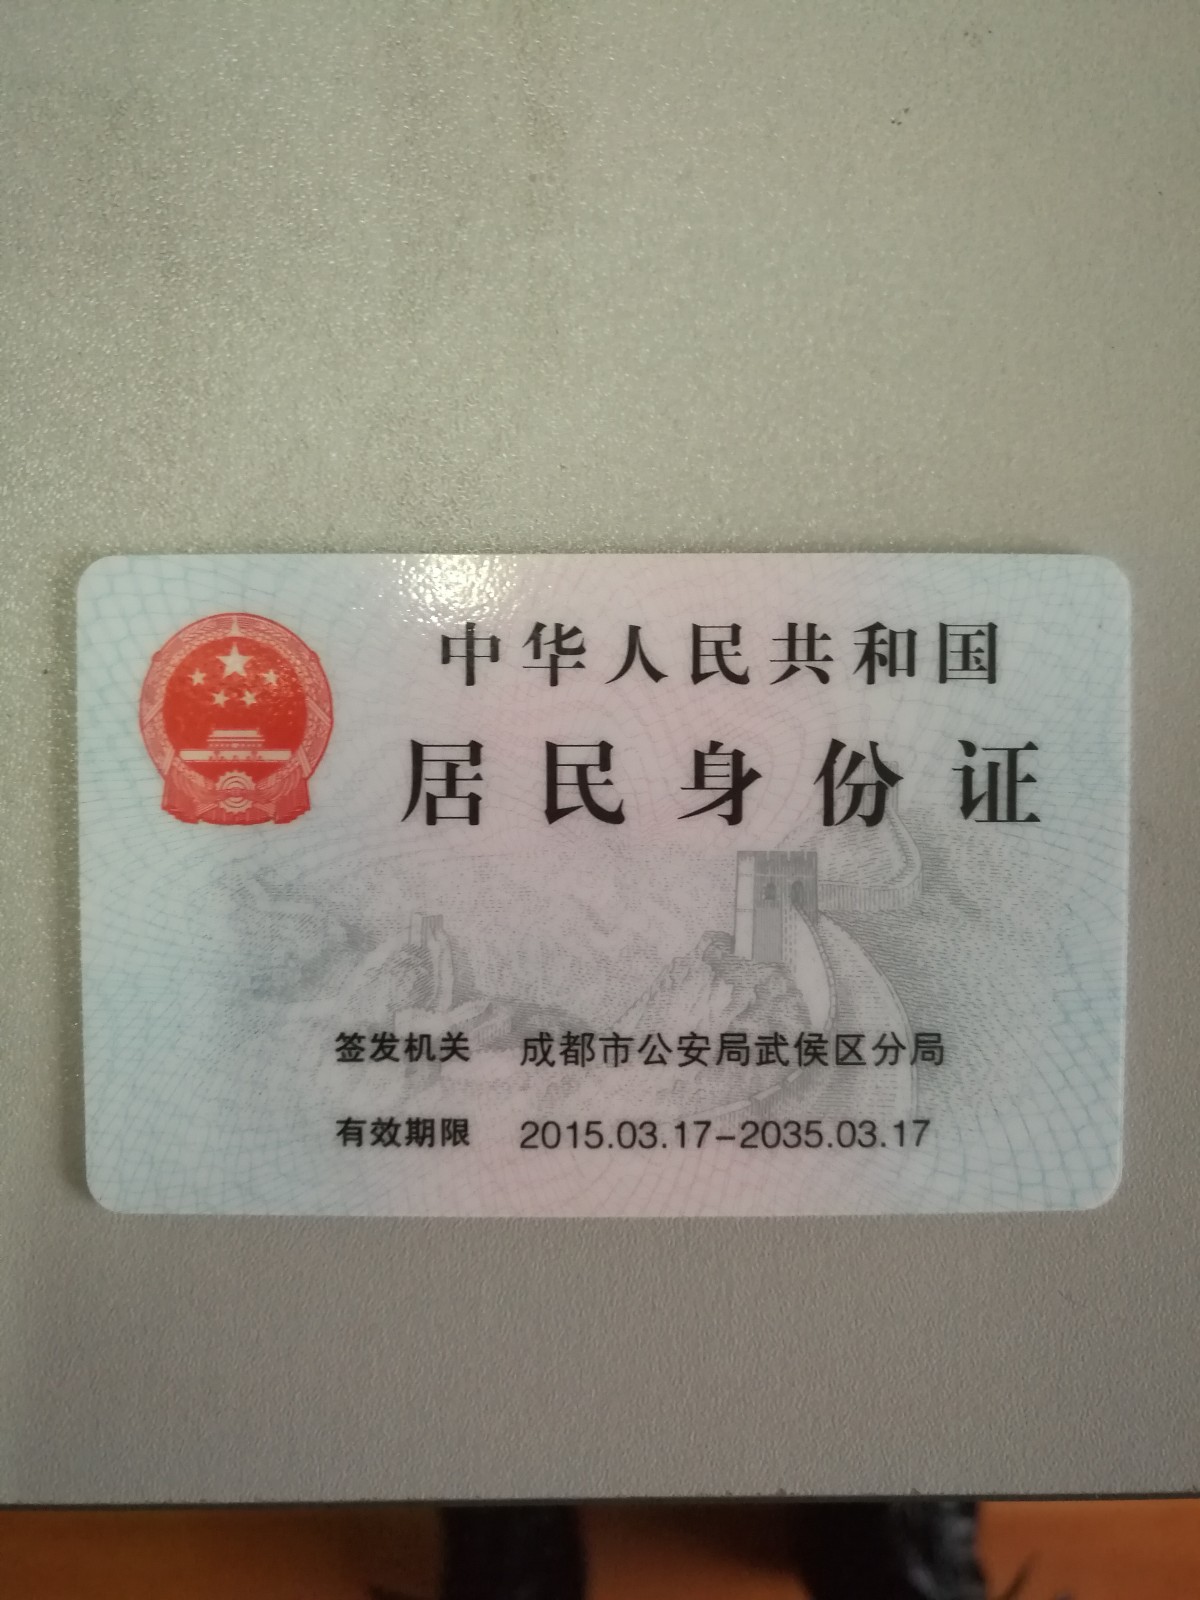 中华人民共和国
居民身份证
签发机关 成都市公安局武侯区分局
有效期限 2015.03.17-2035.03.17